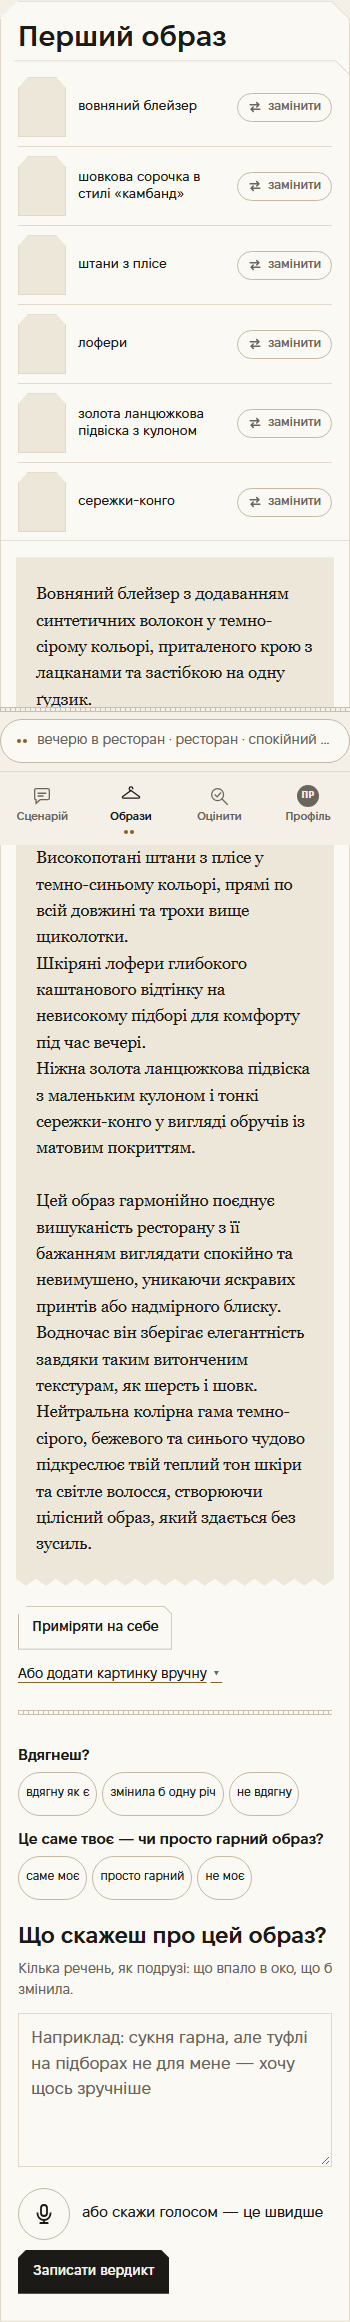 Перший образ
вовняний блейзер
замінити
шовкова сорочка в
стилі «камбанд»
замінити
штани з плісе
замінити
лофери
замінити
золота ланцюжкова
підвіска з кулоном
замінити
сережки-конго
замінити
Вовняний блейзер з додаванням
синтетичних волокон у темно-
сірому кольорі, приталеного крою з
лацканами та застібкою на одну
ґудзик.
вечерю в ресторан · ресторан · спокійний ...
Сценарій
Образи
Оцінити
ПР
Профіль
Високопотані штани з плісе у
темно-синьому кольорі, прямі по
всій довжині та трохи вище
щиколотки.
Шкіряні лофери глибокого
каштанового відтінку на
невисокому підборі для комфорту
під час вечері.
Ніжна золота ланцюжкова підвіска
з маленьким кулоном і тонкі
сережки-конго у вигляді обручів із
матовим покриттям.
Цей образ гармонійно поєднує
вишуканість ресторану з її
бажанням виглядати спокійно та
невимушено, уникаючи яскравих
принтів або надмірного блиску.
Водночас він зберігає елегантність
завдяки таким витонченим
текстурам, як шерсть і шовк.
Нейтральна колірна гама темно-
сірого, бежевого та синього чудово
підкреслює твій теплий тон шкіри
та світле волосся, створюючи
цілісний образ, який здається без
зусиль.
Приміряти на себе
Або додати картинку вручну
Вдягнеш?
вдягну як є
змінила б одну річ
не вдягну
Це саме твоє — чи просто гарний образ?
саме моє
просто гарний
не моє
Що скажеш про цей образ?
Кілька речень, як подрузі: що впало в око, що б
змінила.
Наприклад: сукня гарна, але туфлі
на підборах не для мене — хочу
щось зручніше
або скажи голосом — це швидше
Записати вердикт